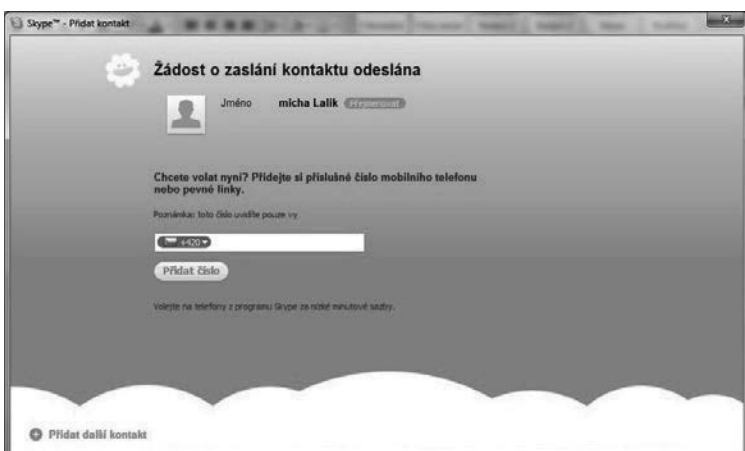 Skype™ - Přidat kontakt
Žádost o zaslání kontaktu odeslána
Jméno micha Lalik Přejmenovat
Chcete volat nyní? Přidejte si příslušné číslo mobilního telefonu
nebo pevné linky.
Poznámka: toto číslo uvidíte pouze vy
+420
Přidat číslo
Volejte na telefony z programu Skype za nízké minutové sazby.
Přidat další kontakt